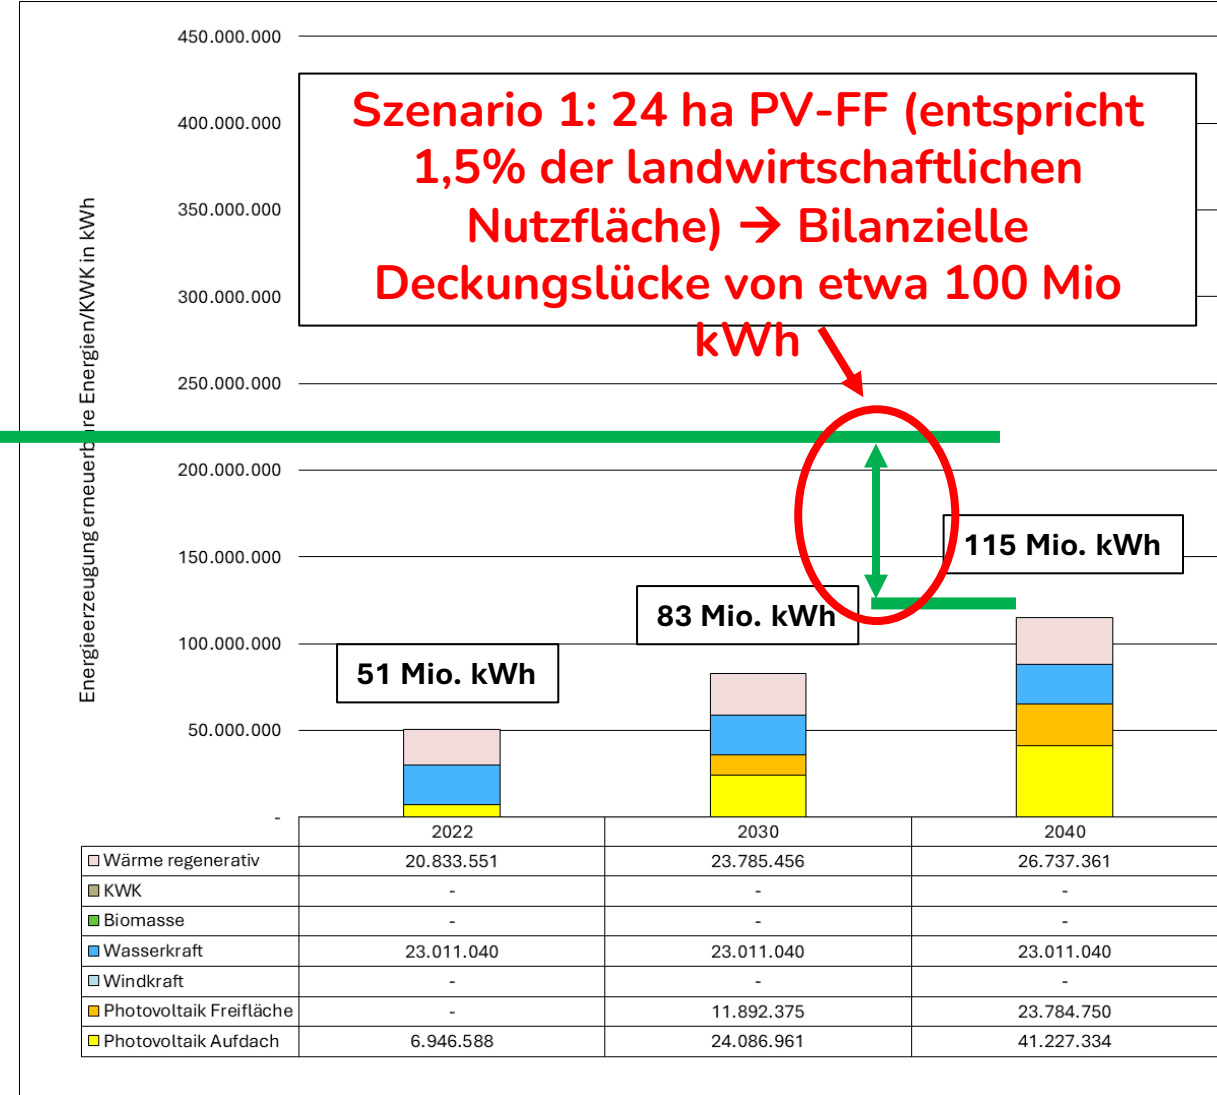 450.000.000
Szenario 1: 24 ha PV-FF (entspricht
1,5% der landwirtschaftlichen
Nutzfläche) → Bilanzielle
Deckungslücke von etwa 100 Mio
kWh
400.000.000
350.000.000
300.000.000
250.000.000
200.000.000
150.000.000
100.000.000
50.000.000
-
Energieerzeugung erneuerbare Energien/KWK in kWh
115 Mio. kWh
83 Mio. kWh
51 Mio. kWh
2022 2030 2040
Wärme regenerativ 20.833.551 23.785.456 26.737.361
KWK - - -
Biomasse - - -
Wasserkraft 23.011.040 23.011.040 23.011.040
Windkraft - - -
Photovoltaik Freifläche - 11.892.375 23.784.750
Photovoltaik Aufdach 6.946.588 24.086.961 41.227.334